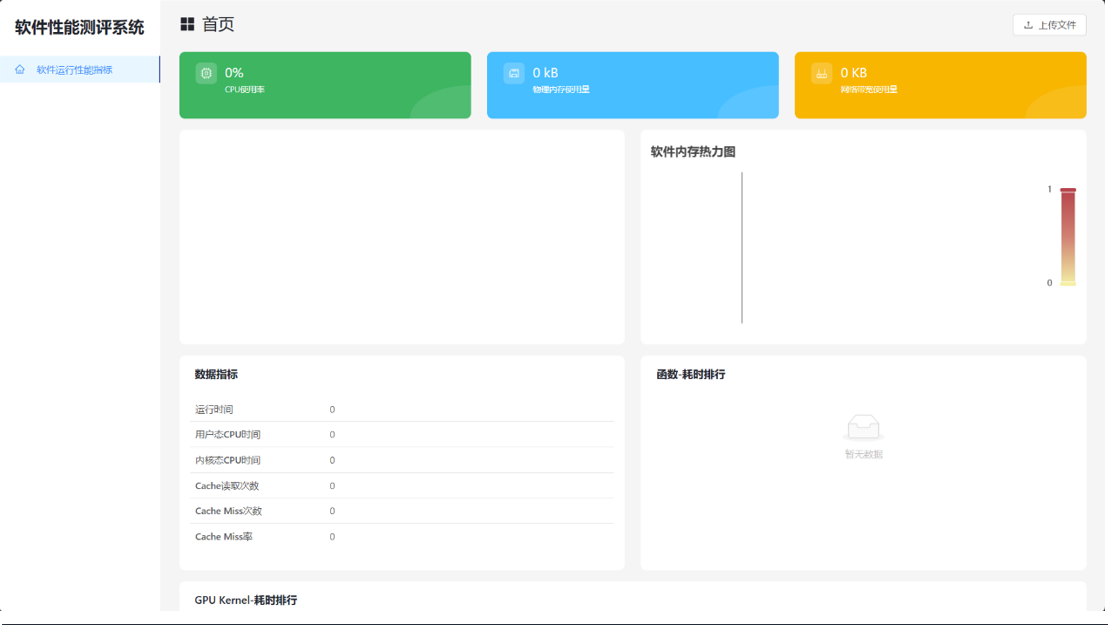 软件性能测评系统
软件运行性能指标
首页
上传文件
0%
CPU使用率
0 kB
物理内存使用量
0 KB
网络带宽使用量
软件内存热力图
1
0
数据指标
运行时间 0
用户态CPU时间 0
内核态CPU时间 0
Cache读取次数 0
Cache Miss次数 0
Cache Miss率 0
函数-耗时排行
暂无数据
GPU Kernel-耗时排行